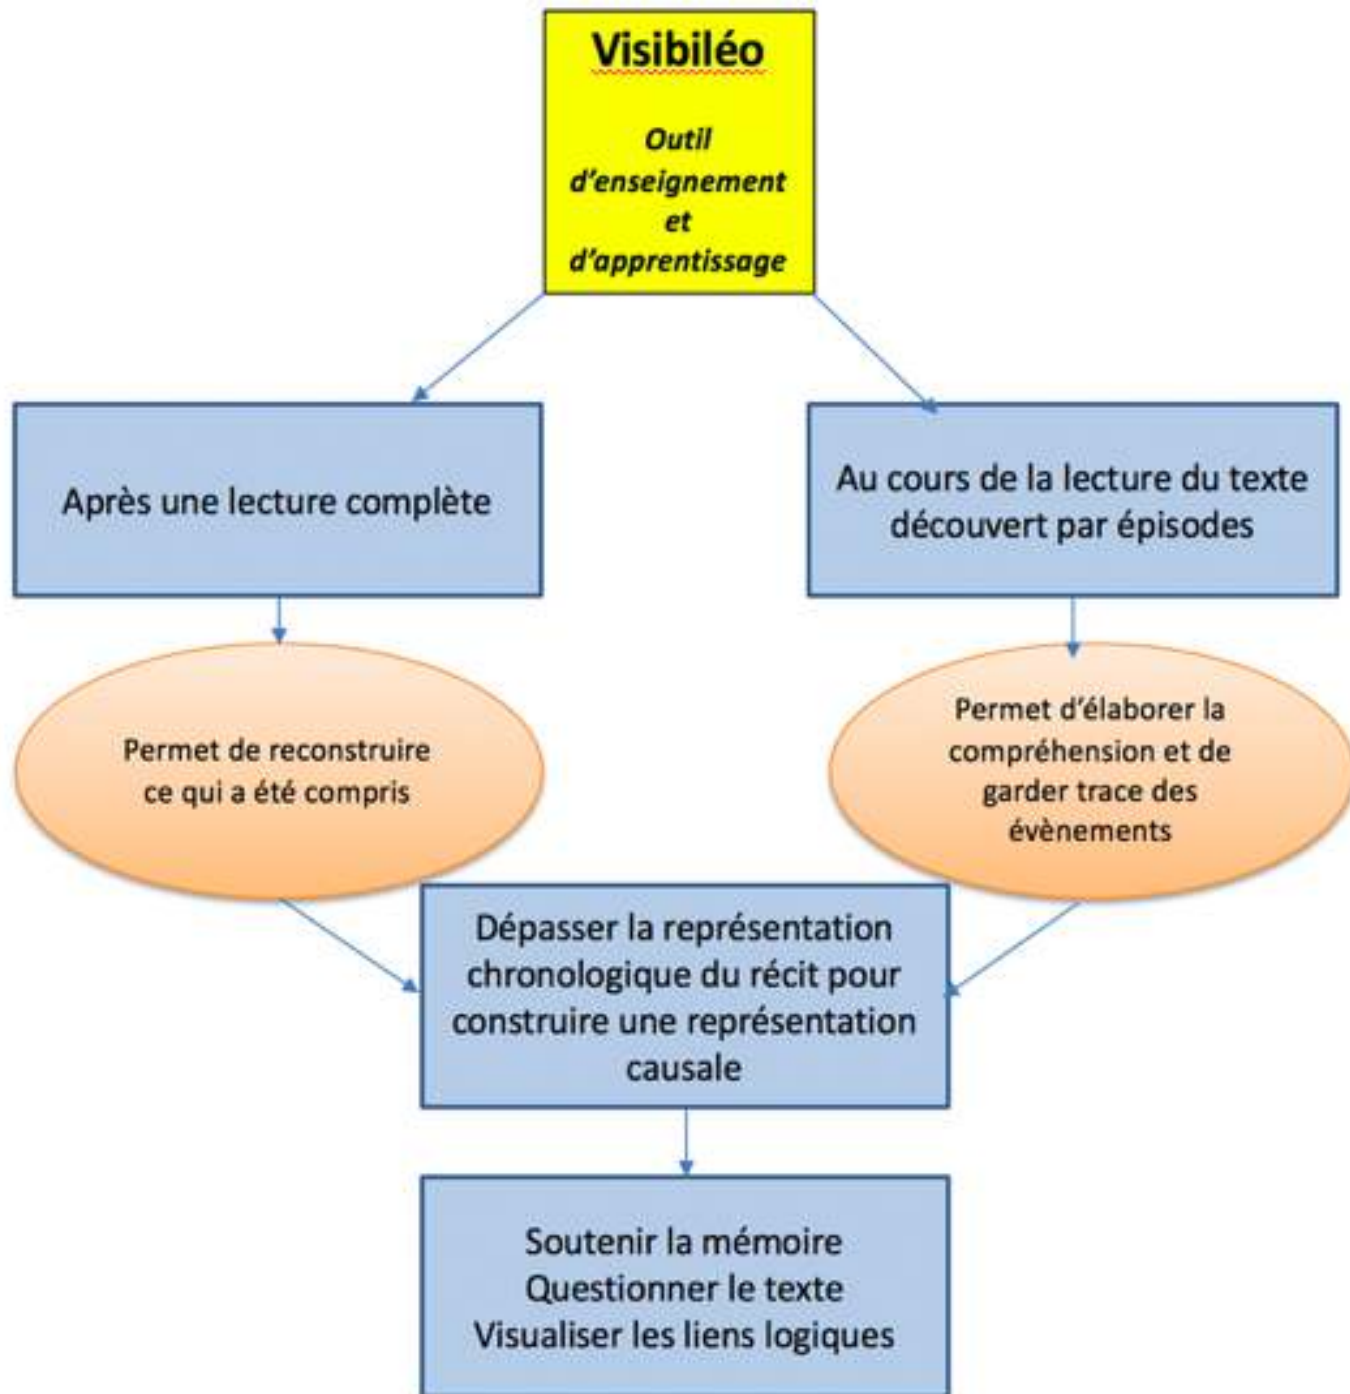 Visibiléo
Outil
d'enseignement
et
d'apprentissage
Après une lecture complète
Au cours de la lecture du texte
découvert par épisodes
Permet de reconstruire
ce qui a été compris
Permet d'élaborer la
compréhension et de
garder trace des
évènements
Dépasser la représentation
chronologique du récit pour
construire une représentation
causale
Soutenir la mémoire
Questionner le texte
Visualiser les liens logiques